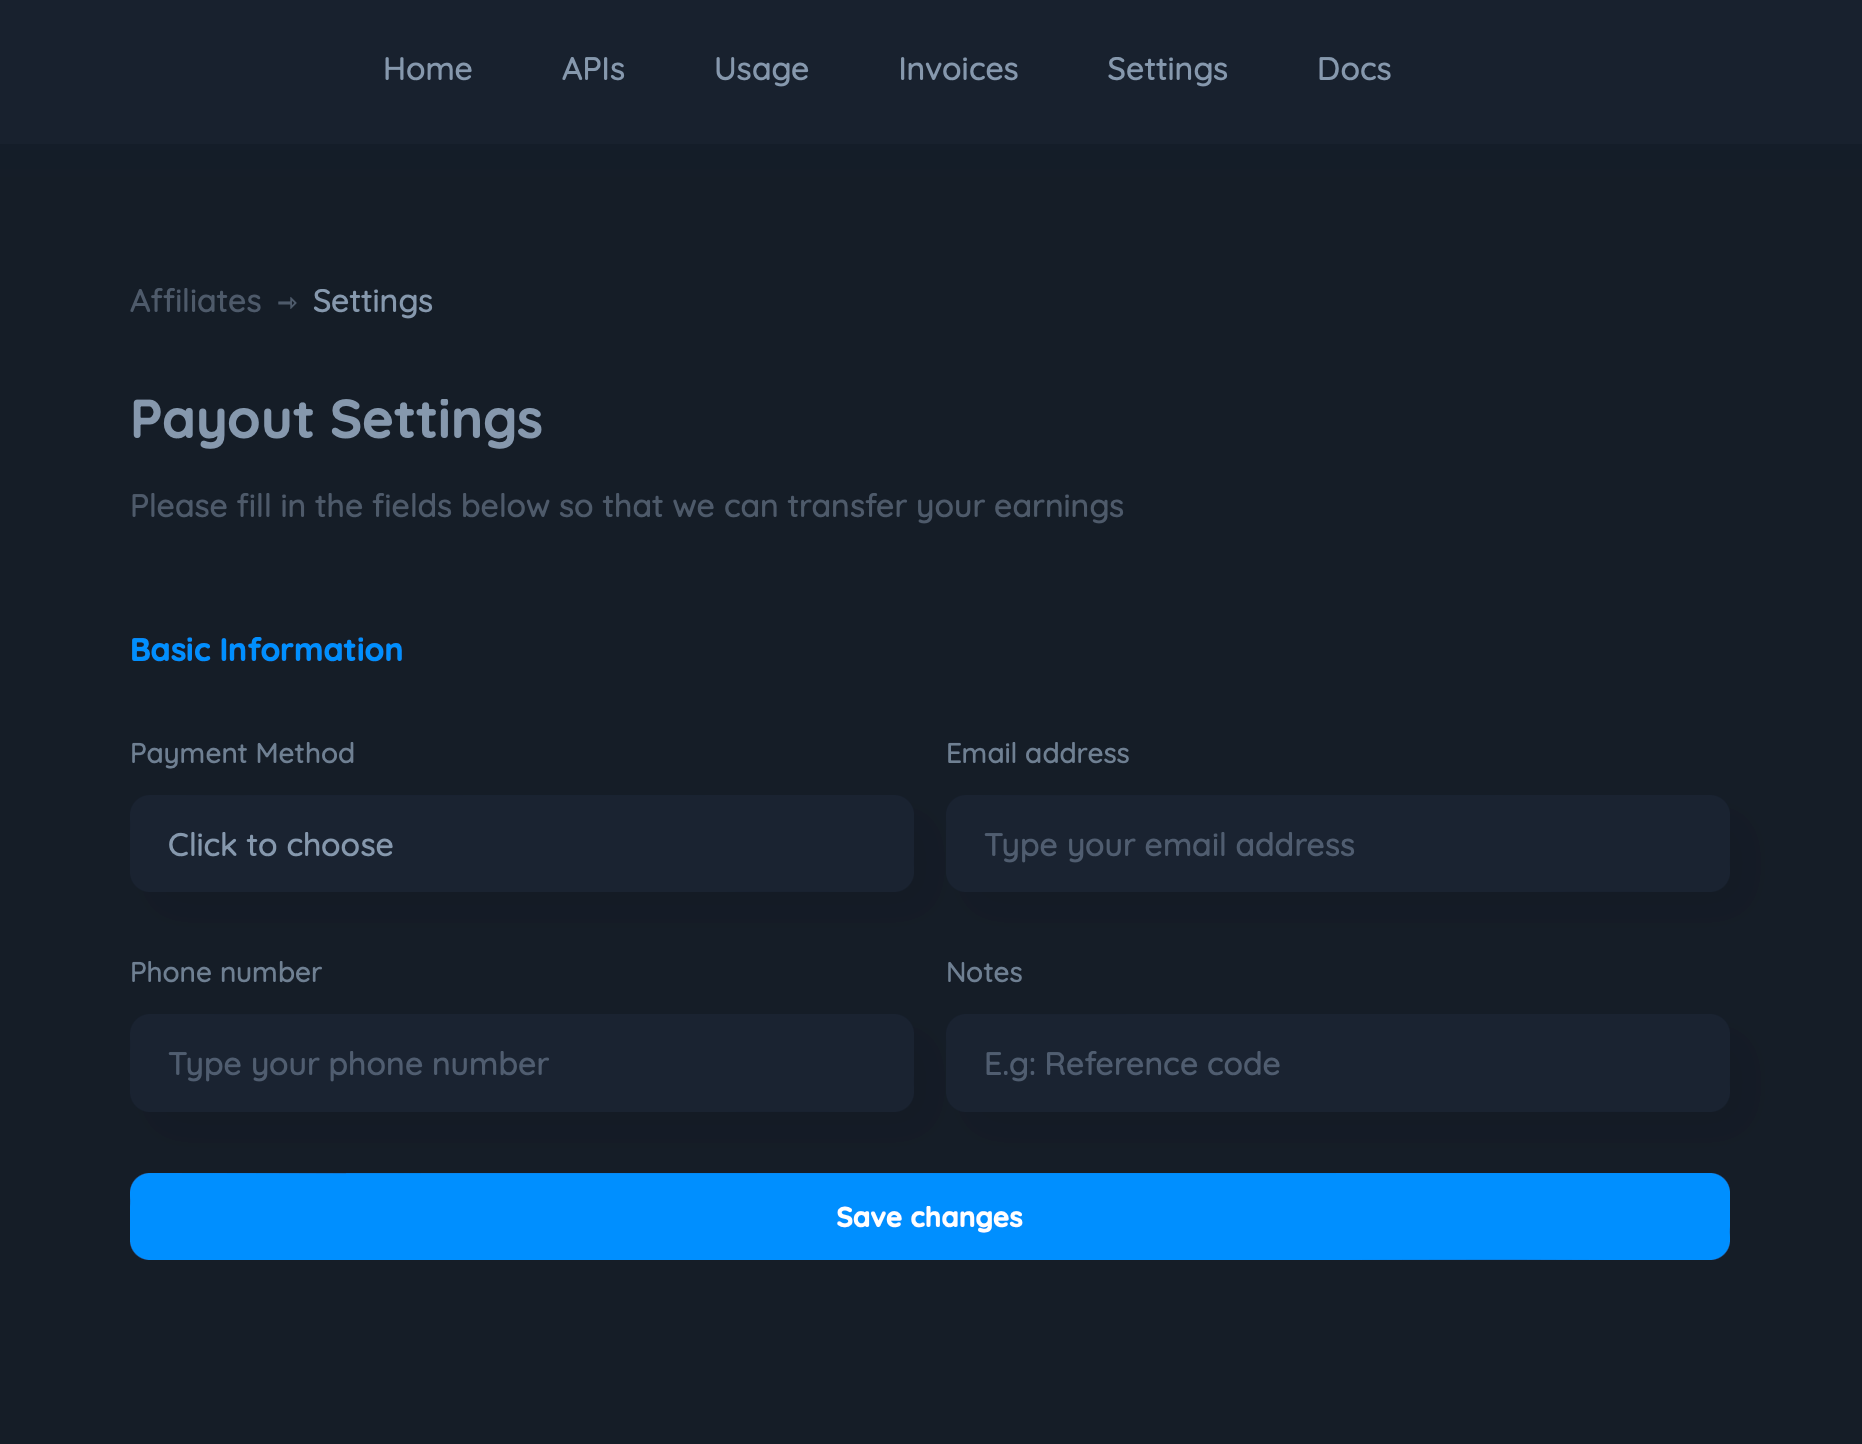 Home APIs Usage Invoices Settings Docs
Affiliates → Settings
Payout Settings
Please fill in the fields below so that we can transfer your earnings
Basic Information
Payment Method Email address
Click to choose Type your email address
Phone number Notes
Type your phone number E.g: Reference code
Save changes